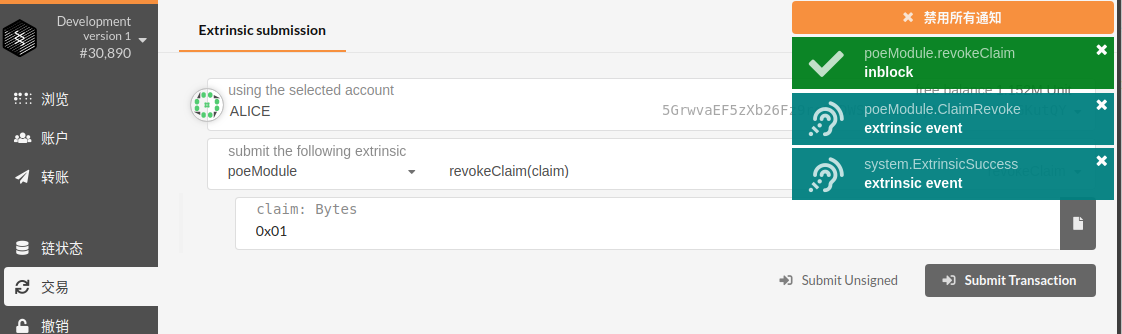 Development
version 1
#30,890
浏览
账户
转账
链状态
交易
撤销
Extrinsic submission
using the selected account
ALICE
5GrwvaEF5zXb26F
submit the following extrinsic
poeModule
revokeClaim(claim)
claim: Bytes
0x01
Submit Unsigned
Submit Transaction
禁用所有通知
poeModule.revokeClaim
inblock
poeModule.ClaimRevoke
extrinsic event
system.ExtrinsicSuccess
extrinsic event